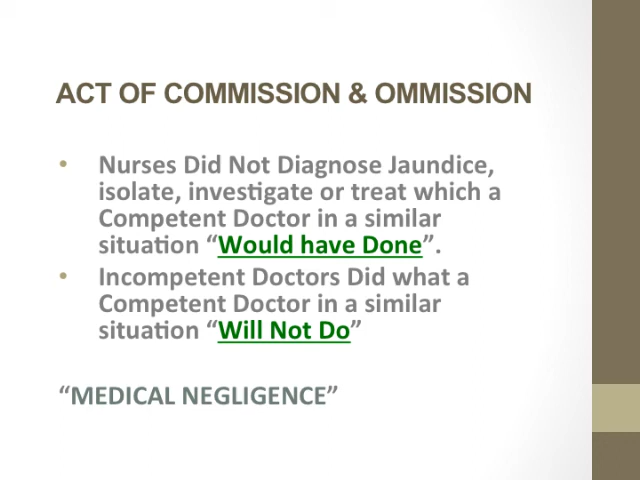 ACT OF COMMISSION & OMMISSION
• Nurses Did Not Diagnose Jaundice,
isolate, investigate or treat which a
Competent Doctor in a similar
situation “Would have Done”.
• Incompetent Doctors Did what a
Competent Doctor in a similar
situation “Will Not Do”
“MEDICAL NEGLIGENCE”